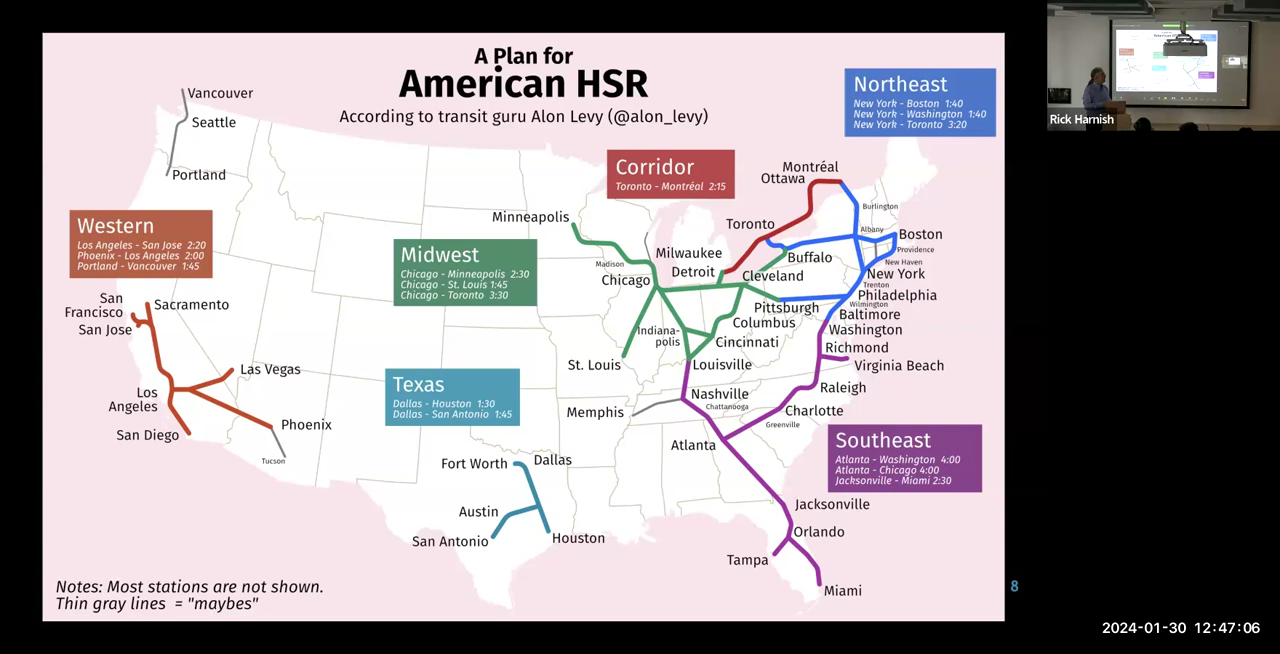 A Plan for
American HSR
According to transit guru Alon Levy (@alon_levy)
Northeast
New York - Boston 1:40
New York - Washington 1:40
New York - Toronto 3:20
Corridor
Toronto - Montréal 2:15
Western
Los Angeles - San Jose 2:20
Phoenix - Los Angeles 2:00
Portland - Vancouver 1:45
Midwest
Chicago - Minneapolis 2:30
Chicago - St. Louis 1:45
Chicago - Toronto 3:30
Texas
Dallas - Houston 1:30
Dallas - San Antonio 1:45
Southeast
Atlanta - Washington 4:00
Atlanta - Chicago 4:00
Jacksonville - Miami 2:30
Vancouver
Seattle
Portland
San
Francisco
Sacramento
San Jose
Las Vegas
Los
Angeles
San Diego
Phoenix
Tucson
Fort Worth
Dallas
Austin
San Antonio
Houston
Minneapolis
Madison
Milwaukee
Chicago
Detroit
Cleveland
St. Louis
Indiana-
polis
Columbus
Cincinnati
Louisville
Nashville
Memphis
Chattanooga
Atlanta
Montréal
Ottawa
Toronto
Burlington
Albany
Boston
Providence
New Haven
Buffalo
New York
Trenton
Philadelphia
Pittsburgh
Wilmington
Baltimore
Washington
Richmond
Virginia Beach
Raleigh
Charlotte
Greenville
Jacksonville
Orlando
Tampa
Miami
Notes: Most stations are not shown.
Thin gray lines = "maybes"
8
Rick Harnish
2024-01-30 12:47:06